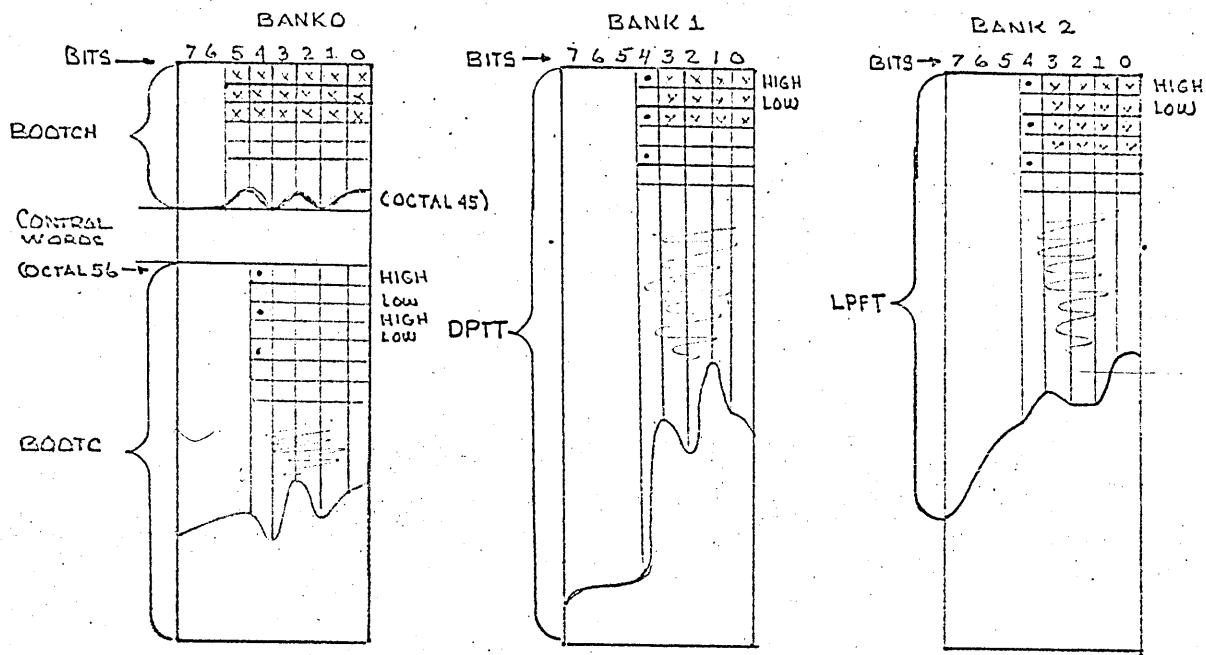 BANK0
BITS → 7 6 5 4 3 2 1 0
x x x x x x
x x x x x x
x x x x x x
BOOTCH
(OCTAL 45)
CONTROL
WORDS
(OCTAL 56 →
HIGH
LOW
HIGH
LOW
BOOTC
BANK 1
BITS → 7 6 5 4 3 2 1 0
• x x x x HIGH
x x x x LOW
• x x x x
•
DPTT
BANK 2
BITS → 7 6 5 4 3 2 1 0
• x x x x HIGH
x x x x LOW
• x x x x
x x x x
•
LPFT